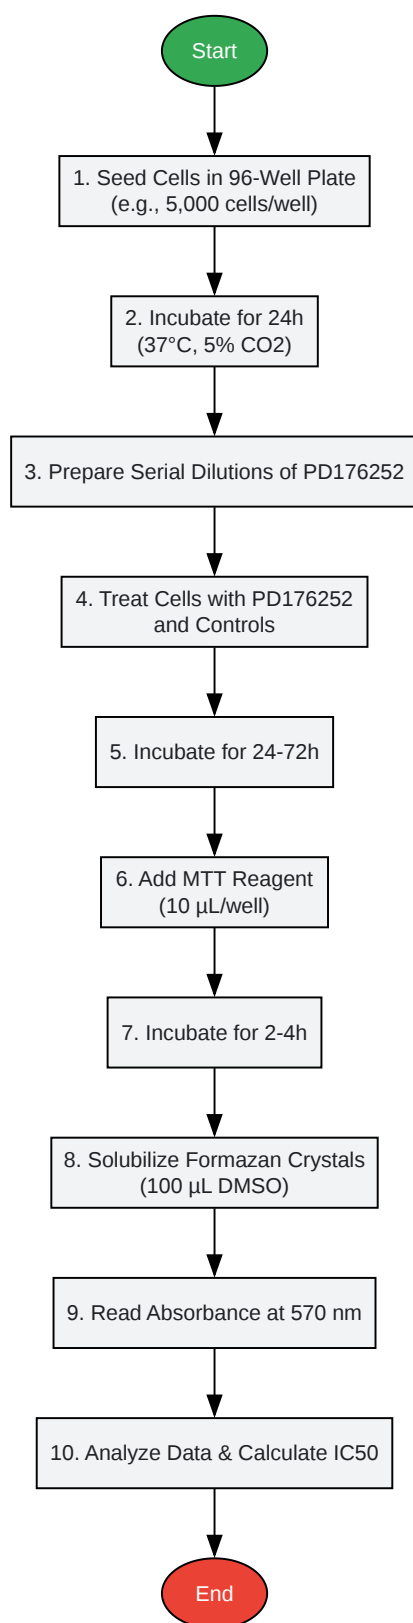 Start
1. Seed Cells in 96-Well Plate
(e.g., 5,000 cells/well)
2. Incubate for 24h
(37°C, 5% CO2)
3. Prepare Serial Dilutions of PD176252
4. Treat Cells with PD176252
and Controls
5. Incubate for 24-72h
6. Add MTT Reagent
(10 µL/well)
7. Incubate for 2-4h
8. Solubilize Formazan Crystals
(100 µL DMSO)
9. Read Absorbance at 570 nm
10. Analyze Data & Calculate IC50
End